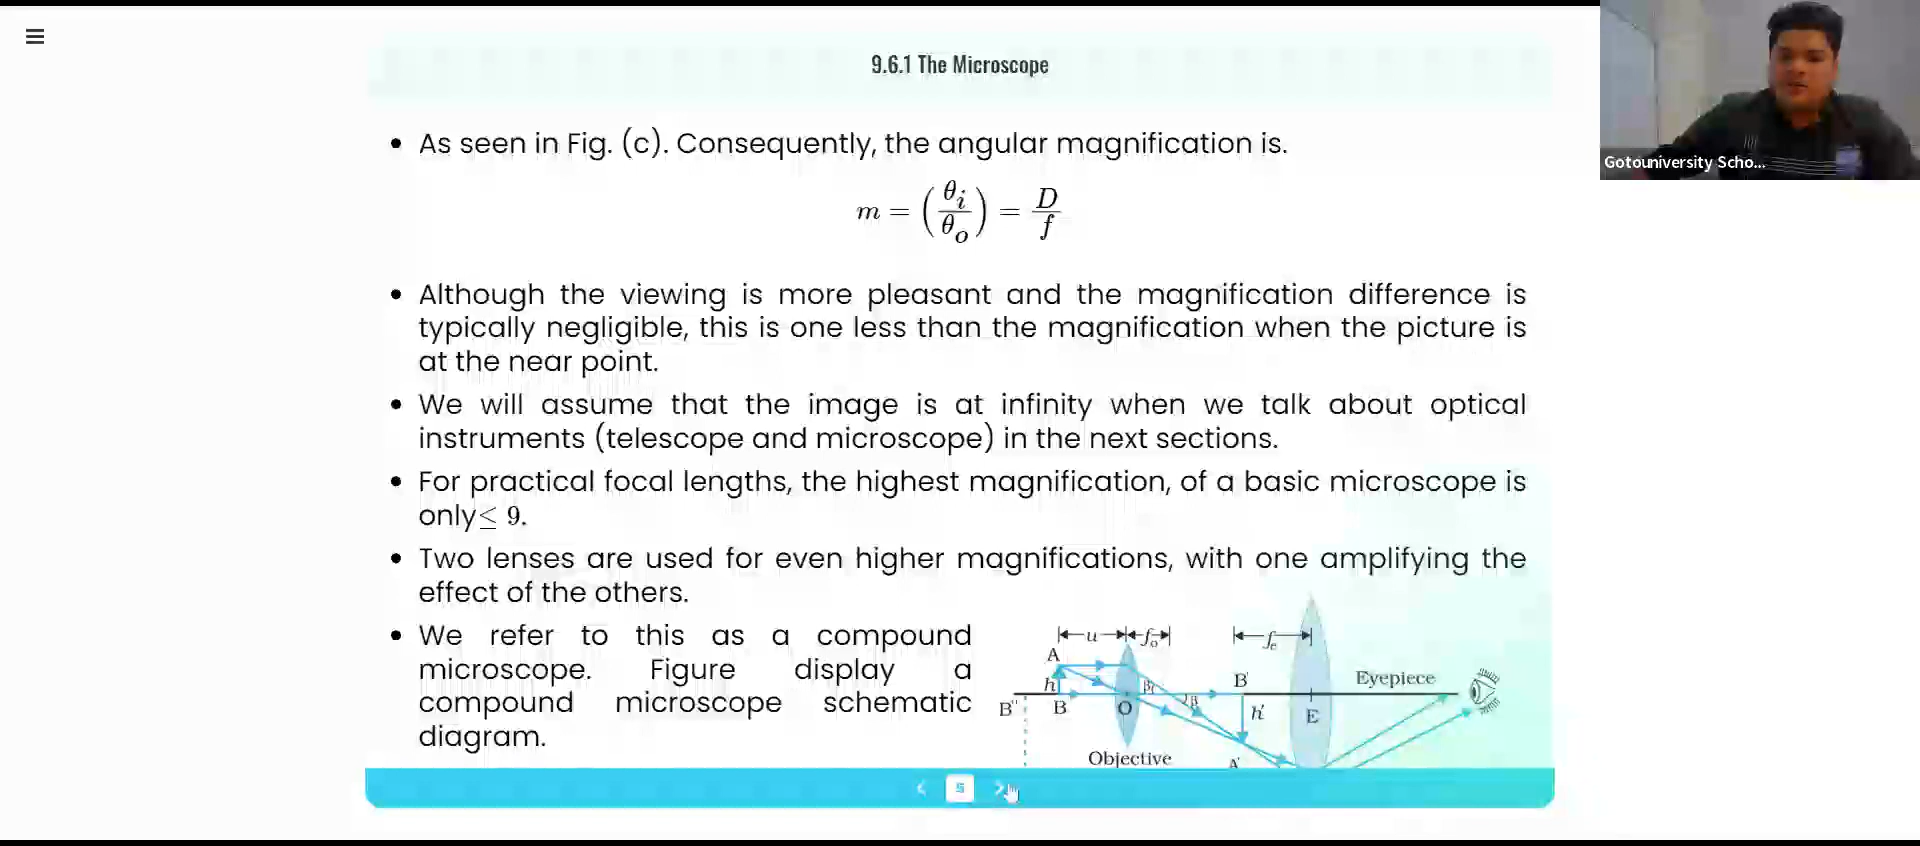 9.6.1 The Microscope
Gotouniversity Scho...
As seen in Fig. (c). Consequently, the angular magnification is.
m = (θi/θo) = D/f
Although the viewing is more pleasant and the magnification difference is
typically negligible, this is one less than the magnification when the picture is
at the near point.
We will assume that the image is at infinity when we talk about optical
instruments (telescope and microscope) in the next sections.
For practical focal lengths, the highest magnification, of a basic microscope is
only≤ 9.
Two lenses are used for even higher magnifications, with one amplifying the
effect of the others.
We refer to this as a compound
microscope. Figure display a
compound microscope schematic
diagram.
u fo fe
A
h β β B' Eyepiece
B" B O h' E
Objective A'
5